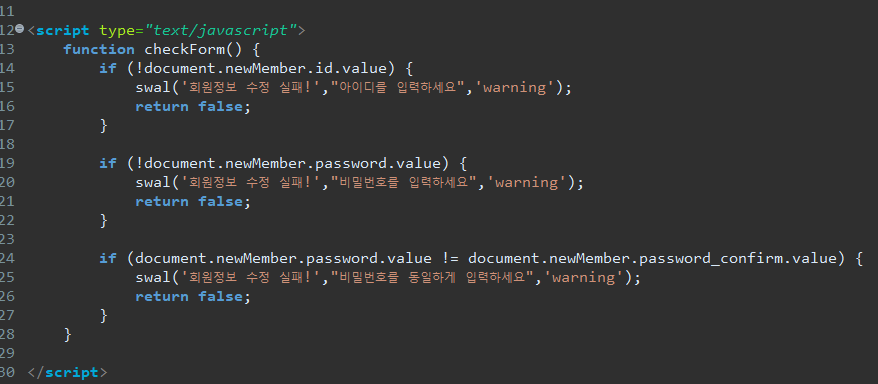 11
12 <script type="text/javascript">
13 function checkForm() {
14 if (!document.newMember.id.value) {
15 swal('회원정보 수정 실패!',"아이디를 입력하세요",'warning');
16 return false;
17 }
18
19 if (!document.newMember.password.value) {
20 swal('회원정보 수정 실패!',"비밀번호를 입력하세요",'warning');
21 return false;
22 }
23
24 if (document.newMember.password.value != document.newMember.password_confirm.value) {
25 swal('회원정보 수정 실패!',"비밀번호를 동일하게 입력하세요",'warning');
26 return false;
27 }
28 }
29
30 </script>